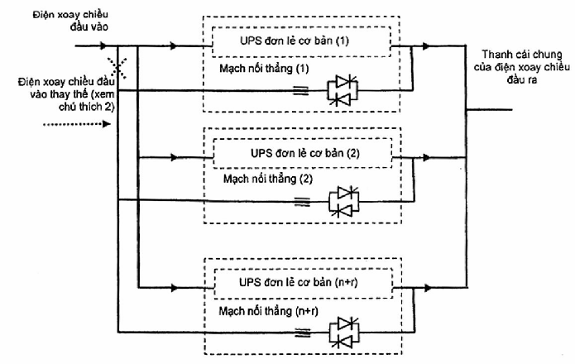 Điện xoay chiều
đầu vào
Điện xoay chiều đầu
vào thay thế (xem
chú thích 2)
UPS đơn lẻ cơ bản (1)
Mạch nối thẳng (1)
UPS đơn lẻ cơ bản (2)
Mạch nối thẳng (2)
UPS đơn lẻ cơ bản (n+r)
Mạch nối thẳng (n+r)
Thanh cái chung
của điện xoay chiều
đầu ra